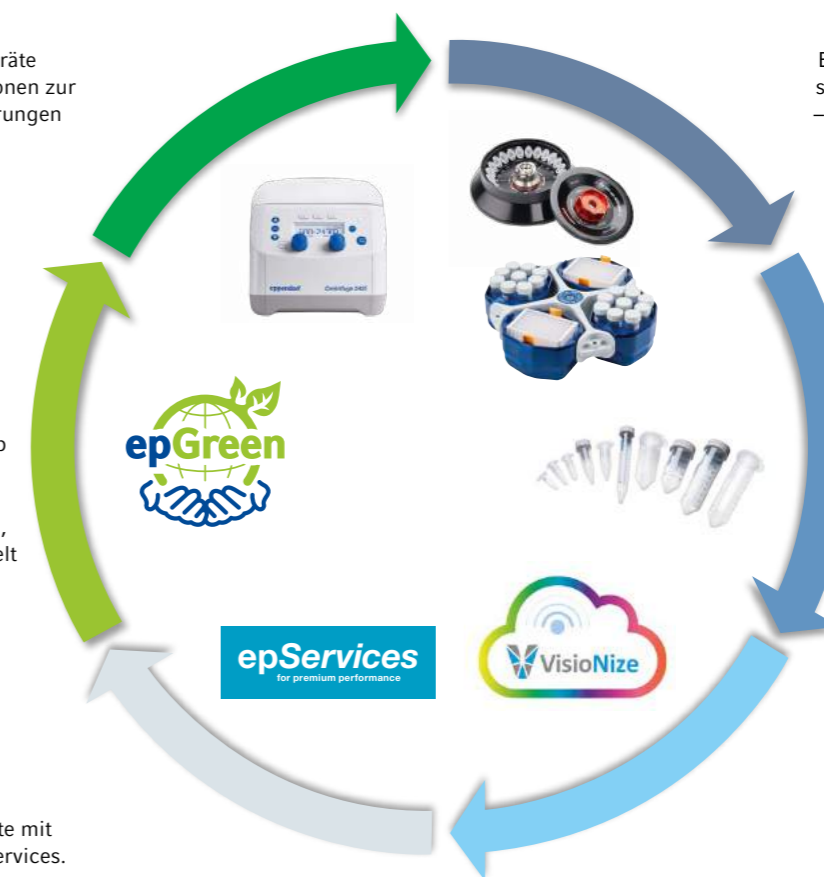 räte
onen zur
rungen
E
s
–
eppendorf
Centrifuge 5425
epGreen
o
,
elt
epServices
for premium performance
VisioNize
te mit
ervices.